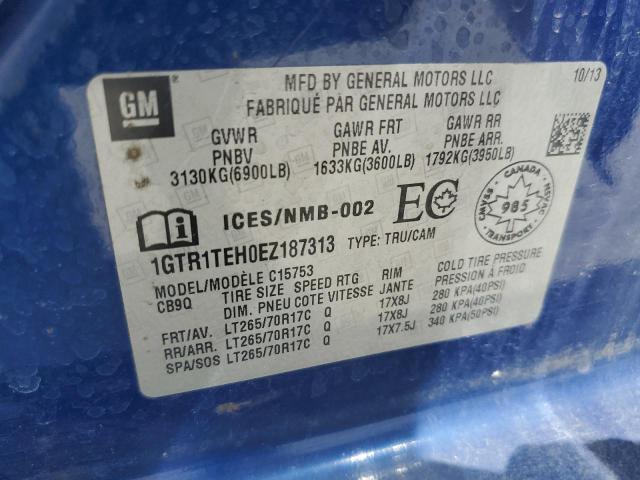 GM
MFD BY GENERAL MOTORS LLC
10/13
FABRIQUÉ PAR GENERAL MOTORS LLC
GVWR GAWR FRT GAWR RR
PNBV PNBE AV. PNBE ARR.
3130KG(6900LB) 1633KG(3600LB) 1792KG(3950LB)
ICES/NMB-002 EC
CANADA
985
TRANSPORT
1GTR1TEH0EZ187313 TYPE: TRU/CAM
MODEL/MODÈLE C15753
CB9Q TIRE SIZE SPEED RTG RIM COLD TIRE PRESSURE
DIM. PNEU COTE VITESSE JANTE PRESSION À FROID
FRT/AV. LT265/70R17C Q 17X8J 280 KPA(40PSI)
RR/ARR. LT265/70R17C Q 17X8J 280 KPA(40PSI)
SPA/SOS LT265/70R17C Q 17X7.5J 340 KPA(50PSI)